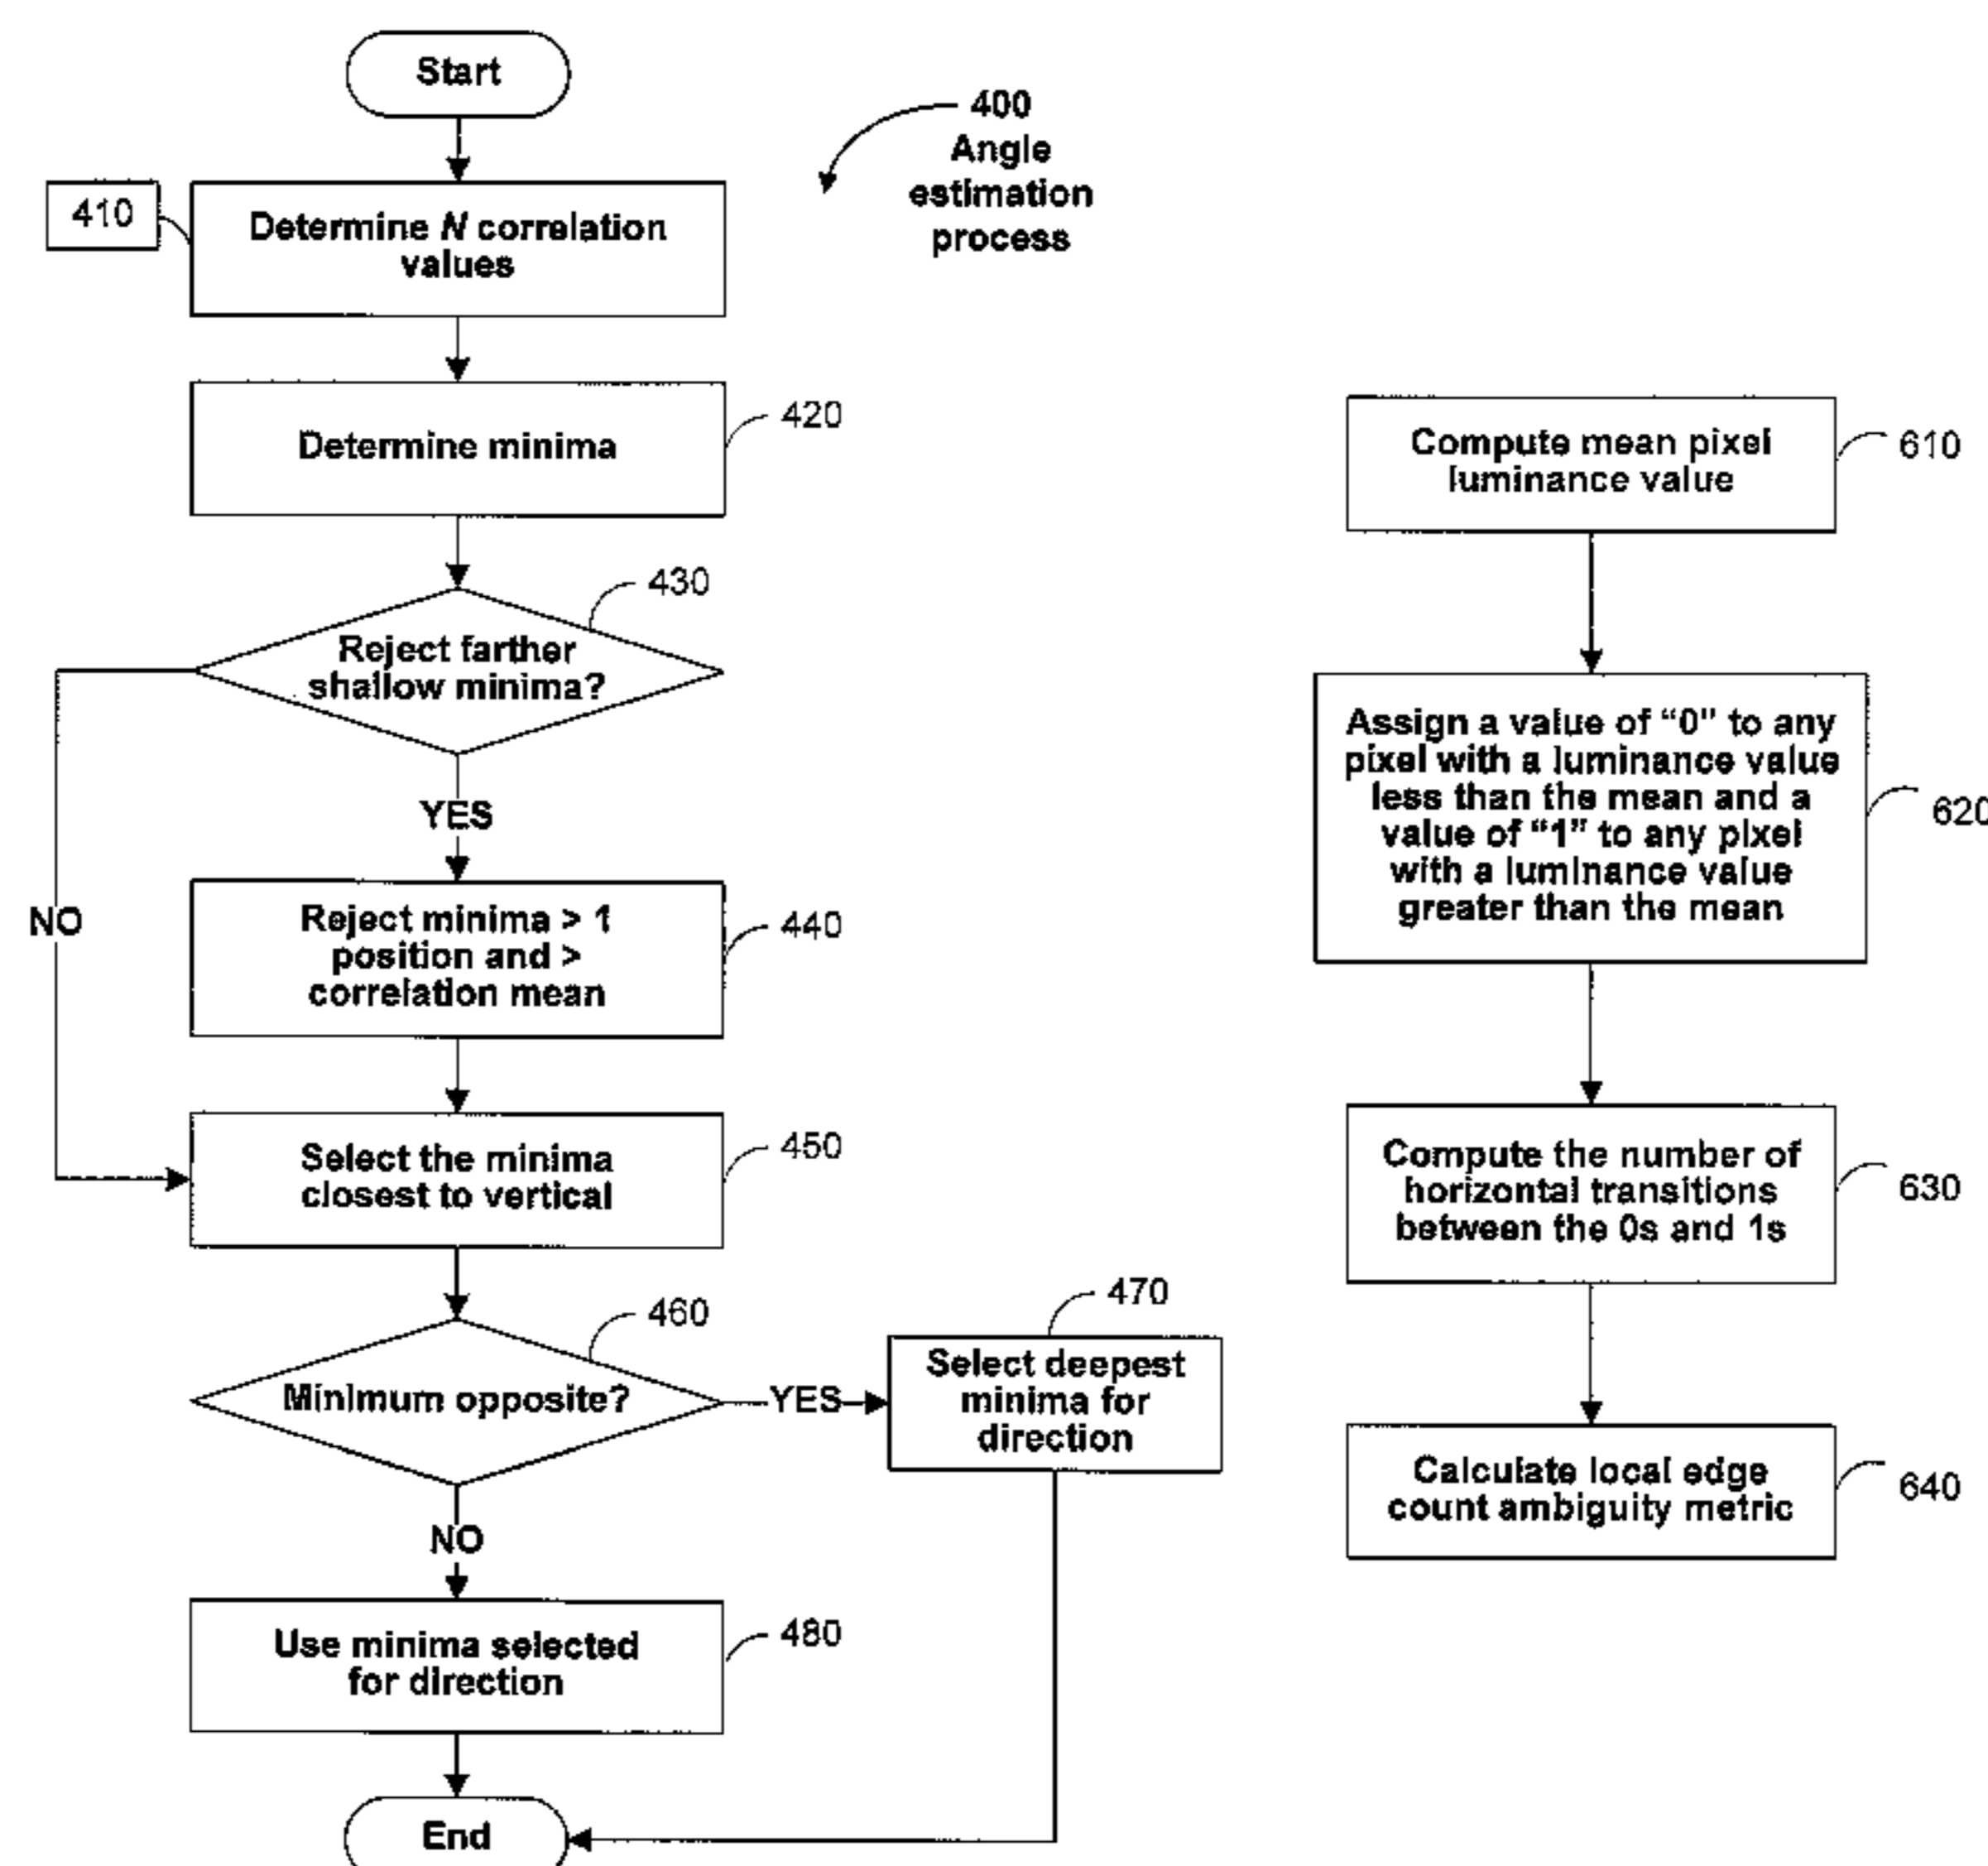 Start
400
Angle
estimation
process
410
Determine N correlation
values
Determine minima
420
430
Reject farther
shallow minima?
YES
NO
Reject minima > 1
position and >
correlation mean
440
Select the minima
closest to vertical
450
460
Minimum opposite?
YES
470
Select deepest
minima for
direction
NO
Use minima selected
for direction
480
End
Compute mean pixel
luminance value
610
Assign a value of “0” to any
pixel with a luminance value
less than the mean and a
value of “1” to any pixel
with a luminance value
greater than the mean
620
Compute the number of
horizontal transitions
between the 0s and 1s
630
Calculate local edge
count ambiguity metric
640